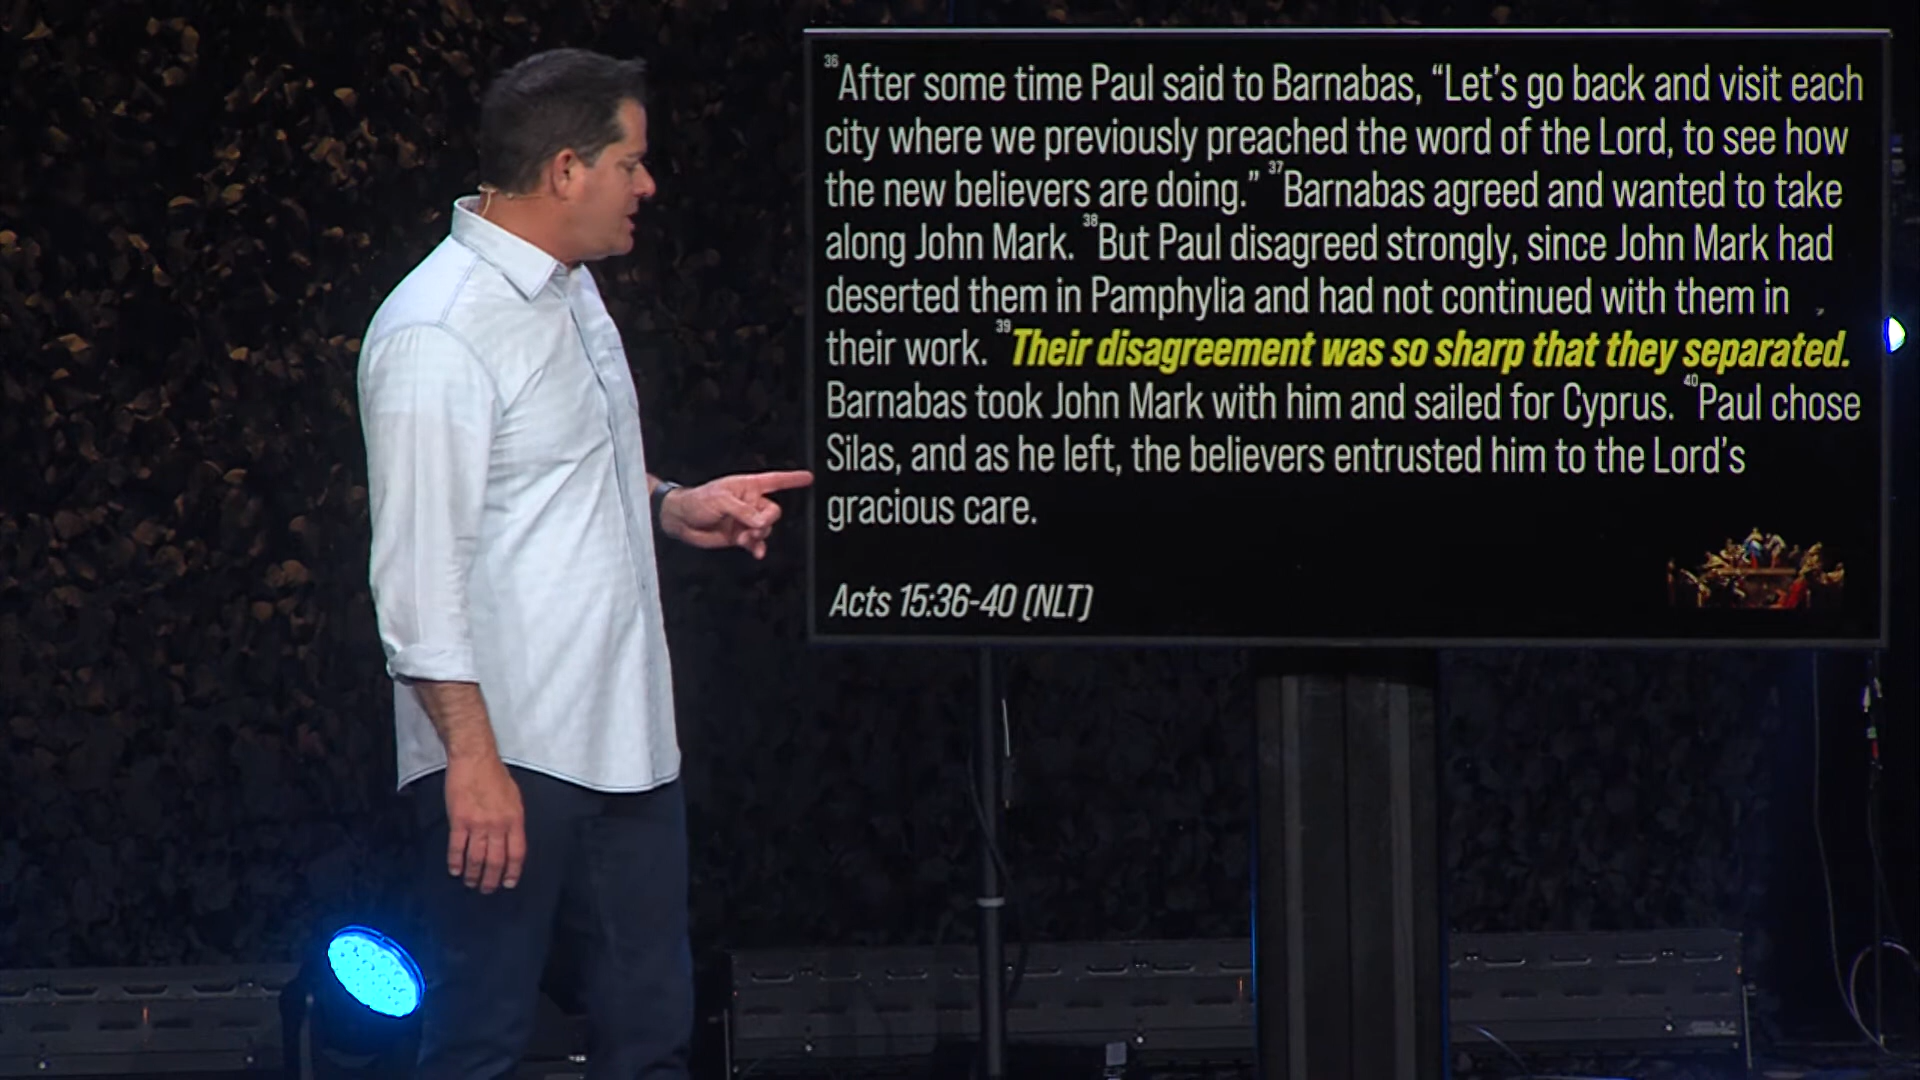 ³⁶After some time Paul said to Barnabas, “Let’s go back and visit each
city where we previously preached the word of the Lord, to see how
the new believers are doing.” ³⁷Barnabas agreed and wanted to take
along John Mark. ³⁸But Paul disagreed strongly, since John Mark had
deserted them in Pamphylia and had not continued with them in
their work. ³⁹Their disagreement was so sharp that they separated.
Barnabas took John Mark with him and sailed for Cyprus. ⁴⁰Paul chose
Silas, and as he left, the believers entrusted him to the Lord’s
gracious care.
Acts 15:36-40 (NLT)